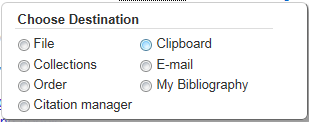 Choose Destination
File Clipboard
Collections E-mail
Order My Bibliography
Citation manager